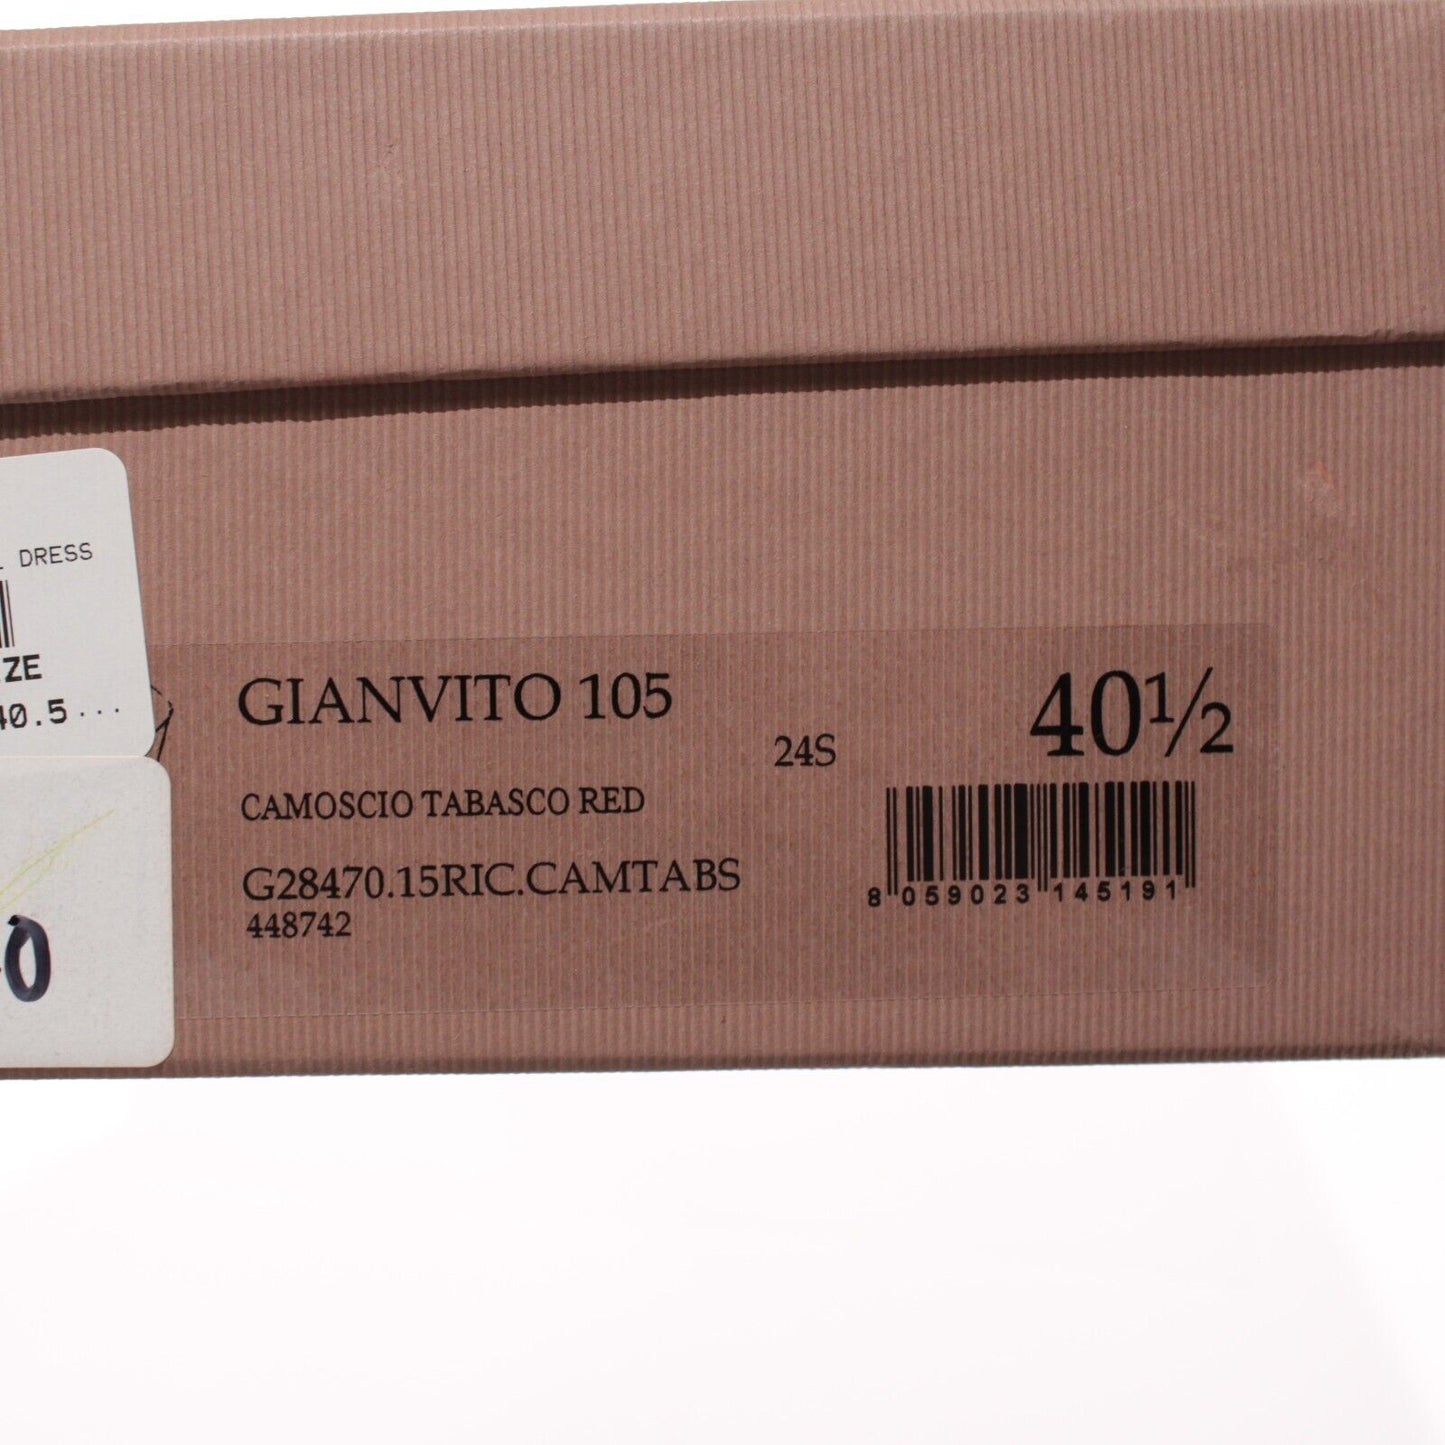 DRESS
ZE
40.5...
0
GIANVITO 105
24S
40½
CAMOSCIO TABASCO RED
G28470.15RIC.CAMTABS
448742
8 059023 145191